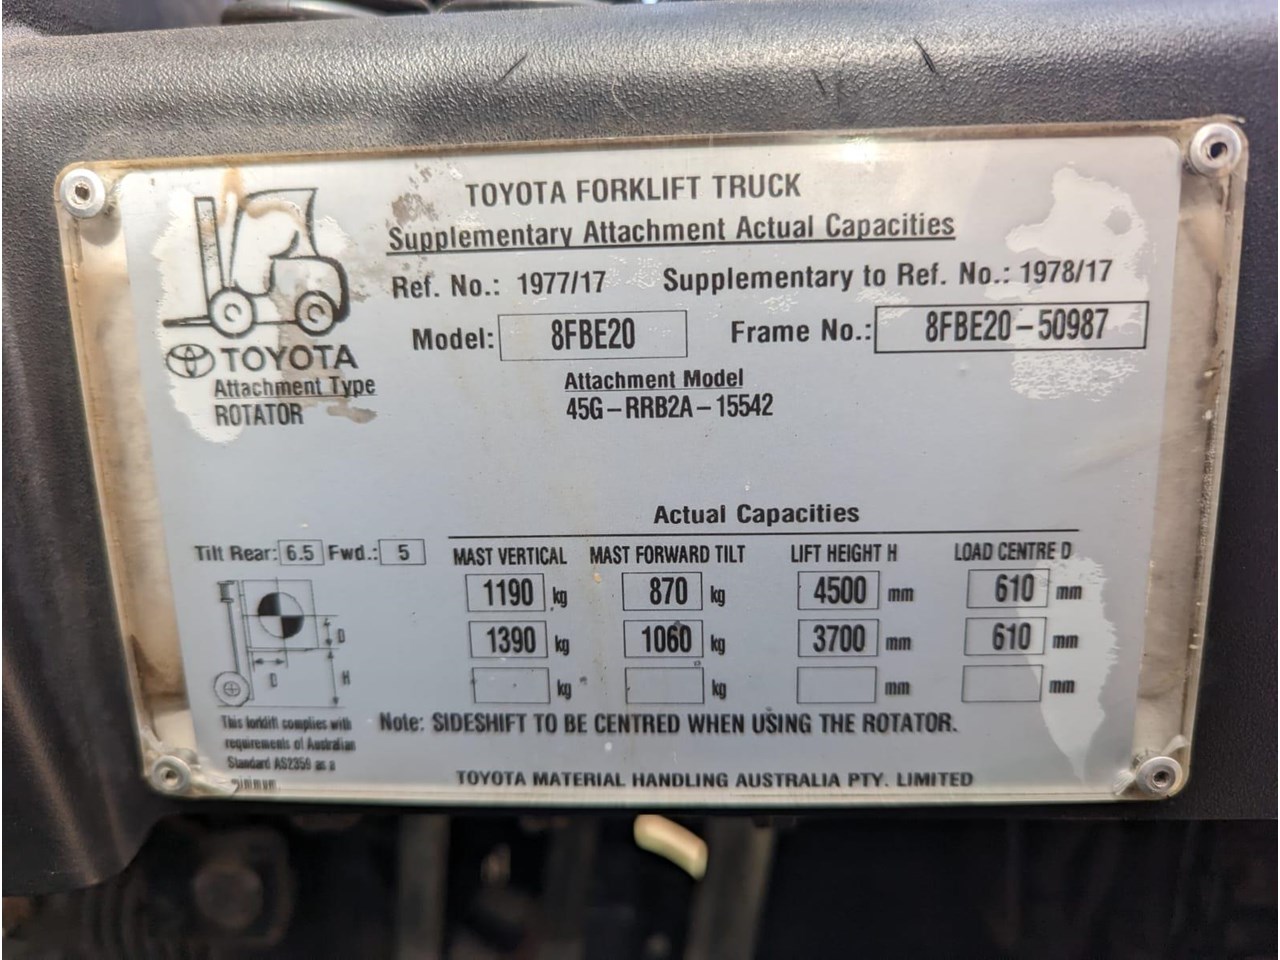 TOYOTA FORKLIFT TRUCK
Supplementary Attachment Actual Capacities
Ref. No.: 1977/17 Supplementary to Ref. No.: 1978/17
Model: 8FBE20 Frame No.: 8FBE20-50987
TOYOTA
Attachment Type
ROTATOR
Attachment Model
45G-RRB2A-15542
Actual Capacities
Tilt Rear: 6.5 Fwd.: 5
MAST VERTICAL MAST FORWARD TILT LIFT HEIGHT H LOAD CENTRE D
1190 kg 870 kg 4500 mm 610 mm
1390 kg 1060 kg 3700 mm 610 mm
kg kg mm mm
D
D H
This forklift complies with
requirements of Australian
Standard AS2359 as a
minimum.
Note: SIDESHIFT TO BE CENTRED WHEN USING THE ROTATOR.
TOYOTA MATERIAL HANDLING AUSTRALIA PTY. LIMITED